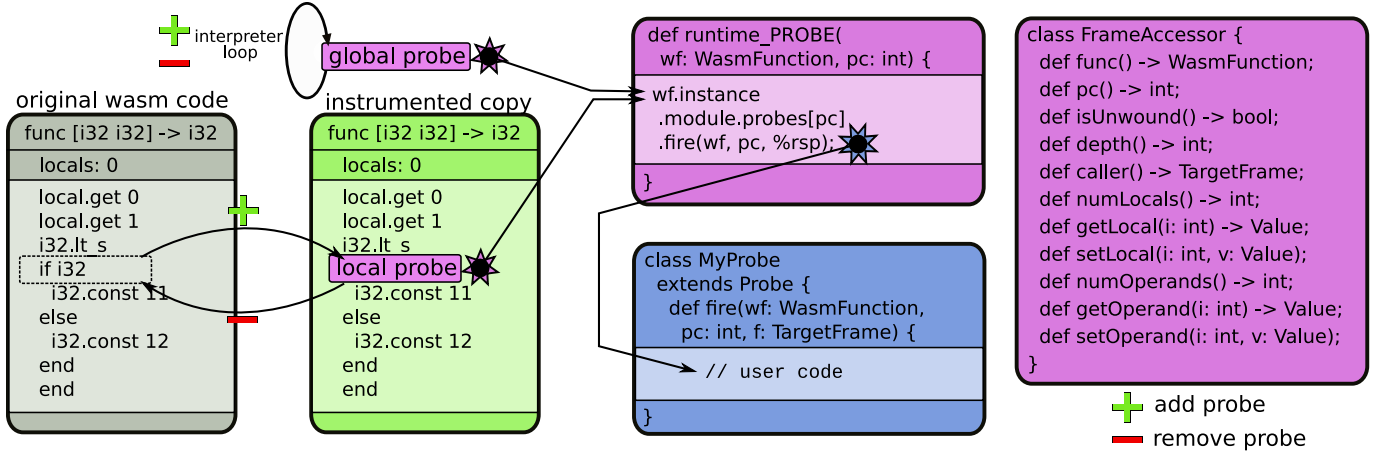 interpreter
loop
global probe
original wasm code
func [i32 i32] -> i32
locals: 0
local.get 0
local.get 1
i32.lt_s
if i32
i32.const 11
else
i32.const 12
end
end
instrumented copy
func [i32 i32] -> i32
locals: 0
local.get 0
local.get 1
i32.lt_s
local probe
i32.const 11
else
i32.const 12
end
end
def runtime_PROBE(
wf: WasmFunction, pc: int) {
wf.instance
.module.probes[pc]
.fire(wf, pc, %rsp);
}
class MyProbe
extends Probe {
def fire(wf: WasmFunction,
pc: int, f: TargetFrame) {
// user code
}
class FrameAccessor {
def func() -> WasmFunction;
def pc() -> int;
def isUnwound() -> bool;
def depth() -> int;
def caller() -> TargetFrame;
def numLocals() -> int;
def getLocal(i: int) -> Value;
def setLocal(i: int, v: Value);
def numOperands() -> int;
def getOperand(i: int) -> Value;
def setOperand(i: int, v: Value);
}
add probe
remove probe